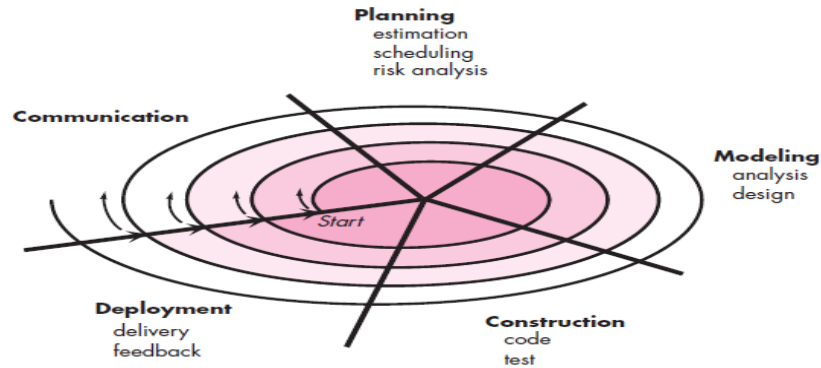 Planning
estimation
scheduling
risk analysis
Communication
Modeling
analysis
design
Start
Deployment
delivery
feedback
Construction
code
test